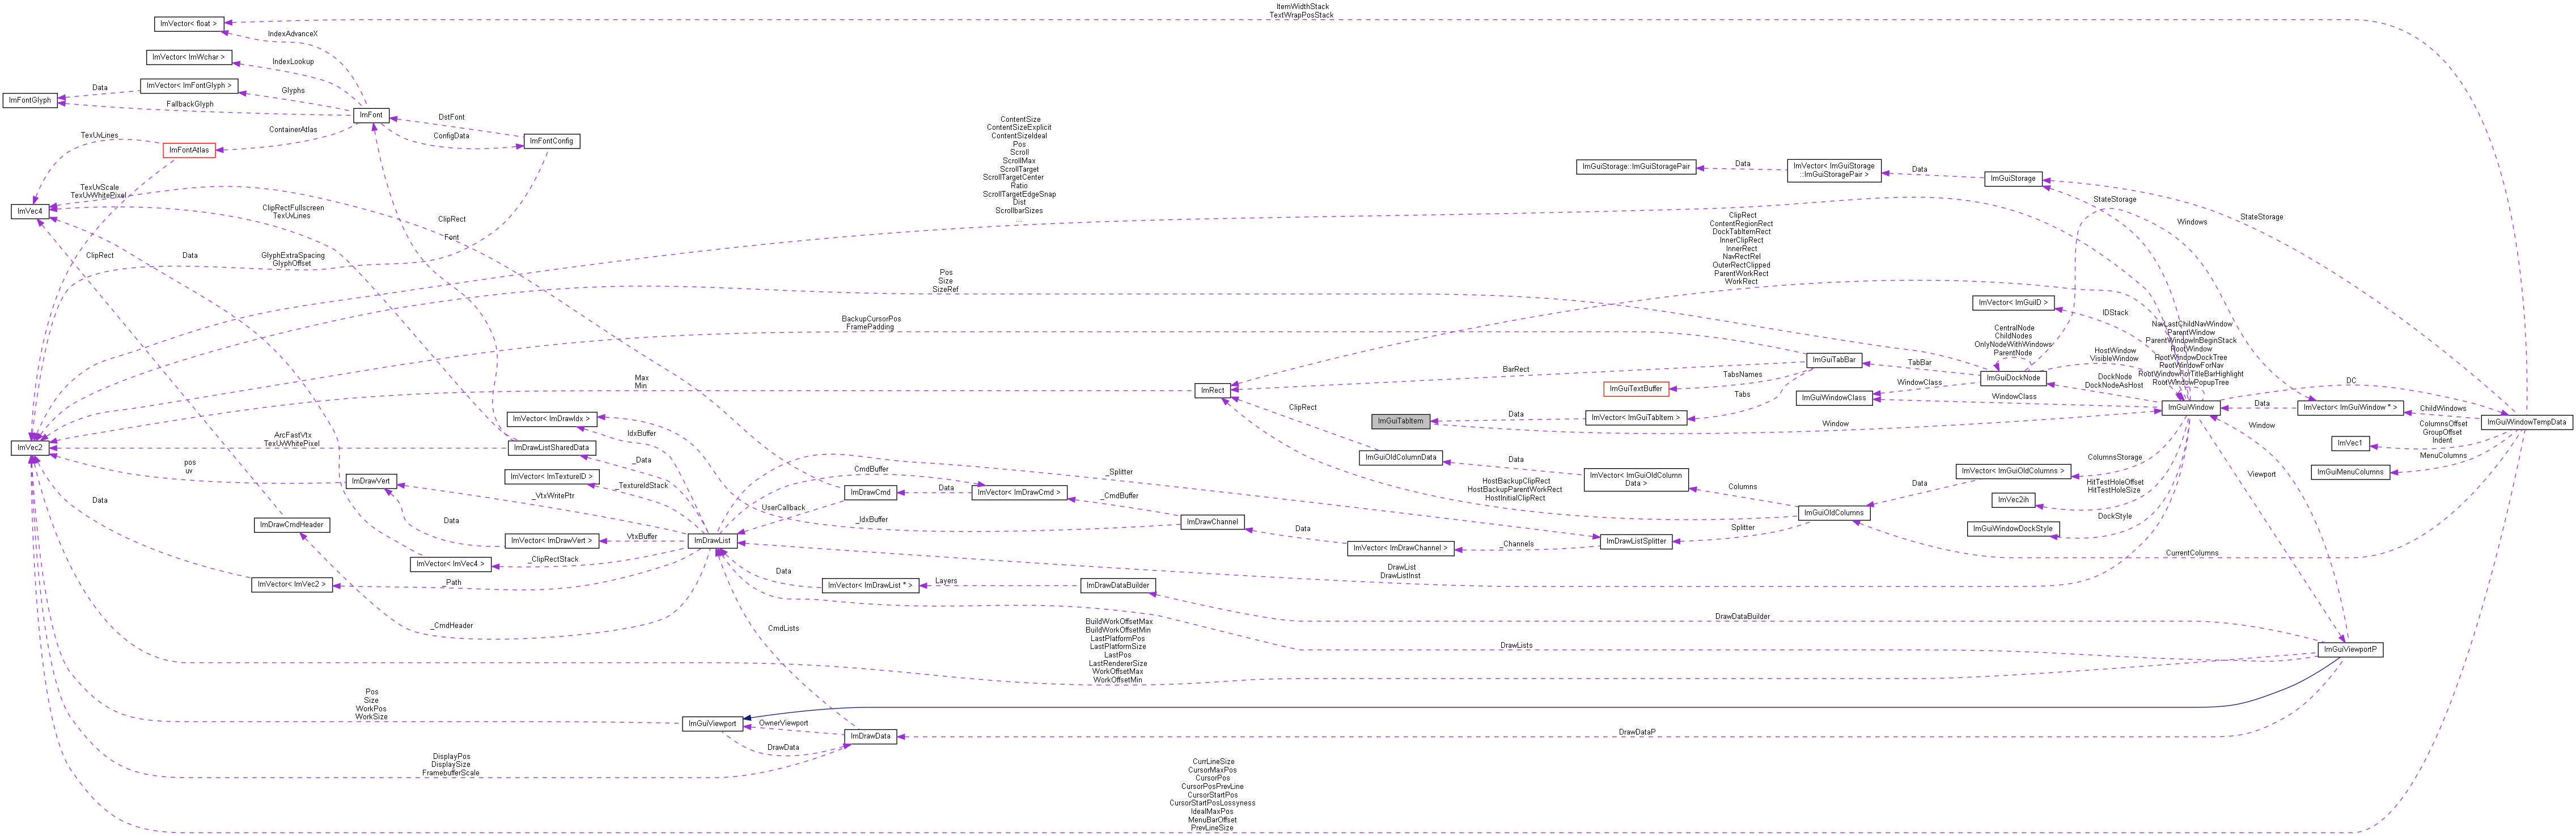 ItemWidthStack
TextWrapPosStack
ImVector< float >
IndexAdvanceX
ImVector< ImWchar >
IndexLookup
ImVector< ImFontGlyph >
Data
Glyphs
ImFontGlyph
FallbackGlyph
ImFont
DstFont
ContainerAtlas
ConfigData
ImFontConfig
TexUvLines
ImFontAtlas
ContentSize
ContentSizeExplicit
ContentSizeIdeal
Pos
Scroll
ScrollMax
ScrollTarget
ScrollTargetCenter
Ratio
ScrollTargetEdgeSnap
Dist
ScrollbarSizes
...
ImGuiStorage::ImGuiStoragePair
Data
ImVector< ImGuiStorage
::ImGuiStoragePair >
Data
ImGuiStorage
TexUvScale
TexUvWhitePixel
ImVec4
ClipRectFullscreen
TexUvLines
ClipRect
Font
StateStorage
Windows
StateStorage
ClipRect
ContentRegionRect
DockTabItemRect
InnerClipRect
InnerRect
NavRectRel
OuterRectClipped
ParentWorkRect
WorkRect
ClipRect
Data
GlyphExtraSpacing
GlyphOffset
Pos
Size
SizeRef
ImVector< ImGuiID >
IDStack
BackupCursorPos
FramePadding
CentralNode
ChildNodes
OnlyNodeWithWindows
ParentNode
HostWindow
VisibleWindow
NavLastChildNavWindow
ParentWindow
ParentWindowInBeginStack
RootWindow
RootWindowDockTree
RootWindowForNav
RootWindowForTitleBarHighlight
RootWindowPopupTree
ImGuiTabBar
TabBar
BarRect
TabsNames
ImGuiTextBuffer
ImGuiDockNode
DockNode
DockNodeAsHost
DC
Max
Min
ImRect
Tabs
WindowClass
ImGuiWindowClass
WindowClass
ImGuiWindow
Data
ImVector< ImGuiWindow * >
ChildWindows
ImGuiWindowTempData
ClipRect
ImGuiTabItem
Data
ImVector< ImGuiTabItem >
Window
Window
ColumnsOffset
GroupOffset
Indent
ImVec1
MenuColumns
ImGuiMenuColumns
ImVector< ImDrawIdx >
IdxBuffer
ImVec2
ArcFastVtx
TexUvWhitePixel
ImDrawListSharedData
_Data
ImGuiOldColumnData
Data
ImVector< ImGuiOldColumn
Data >
Columns
ColumnsStorage
ImVector< ImGuiOldColumns >
Data
Viewport
pos
uv
ImDrawVert
ImVector< ImTextureID >
_TextureIdStack
CmdBuffer
_Splitter
HostBackupClipRect
HostBackupParentWorkRect
HostInitialClipRect
HitTestHoleOffset
HitTestHoleSize
ImVec2ih
_VtxWritePtr
ImDrawCmd
Data
ImVector< ImDrawCmd >
_CmdBuffer
Data
UserCallback
_IdxBuffer
ImDrawChannel
Data
ImGuiOldColumns
Splitter
DockStyle
ImGuiWindowDockStyle
ImDrawCmdHeader
Data
ImVector< ImDrawVert >
VtxBuffer
ImDrawList
ImVector< ImDrawChannel >
_Channels
ImDrawListSplitter
CurrentColumns
ImVector< ImVec4 >
_ClipRectStack
DrawList
DrawListInst
ImVector< ImVec2 >
_Path
Data
ImVector< ImDrawList * >
Layers
ImDrawDataBuilder
DrawDataBuilder
_CmdHeader
CmdLists
BuildWorkOffsetMax
BuildWorkOffsetMin
LastPlatformPos
LastPlatformSize
LastPos
LastRendererSize
WorkOffsetMax
WorkOffsetMin
DrawLists
ImGuiViewportP
Pos
Size
WorkPos
WorkSize
ImGuiViewport
OwnerViewport
DrawData
ImDrawData
DrawDataP
DisplayPos
DisplaySize
FramebufferScale
CurrLineSize
CursorMaxPos
CursorPos
CursorPosPrevLine
CursorStartPos
CursorStartPosLossyness
IdealMaxPos
MenuBarOffset
PrevLineSize